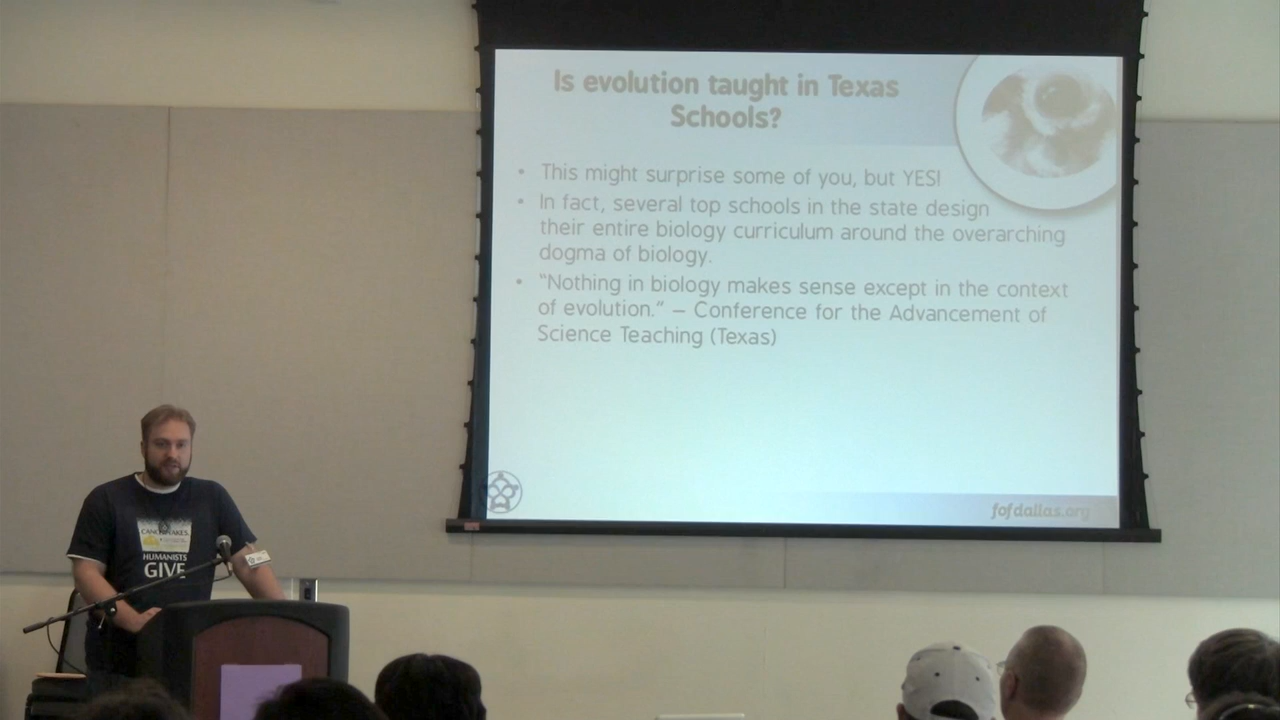 Is evolution taught in Texas
Schools?
• This might surprise some of you, but YES!
• In fact, several top schools in the state design
their entire biology curriculum around the overarching
dogma of biology.
• "Nothing in biology makes sense except in the context
of evolution." – Conference for the Advancement of
Science Teaching (Texas)
fofdallas.org
HUMANISTS
GIVE